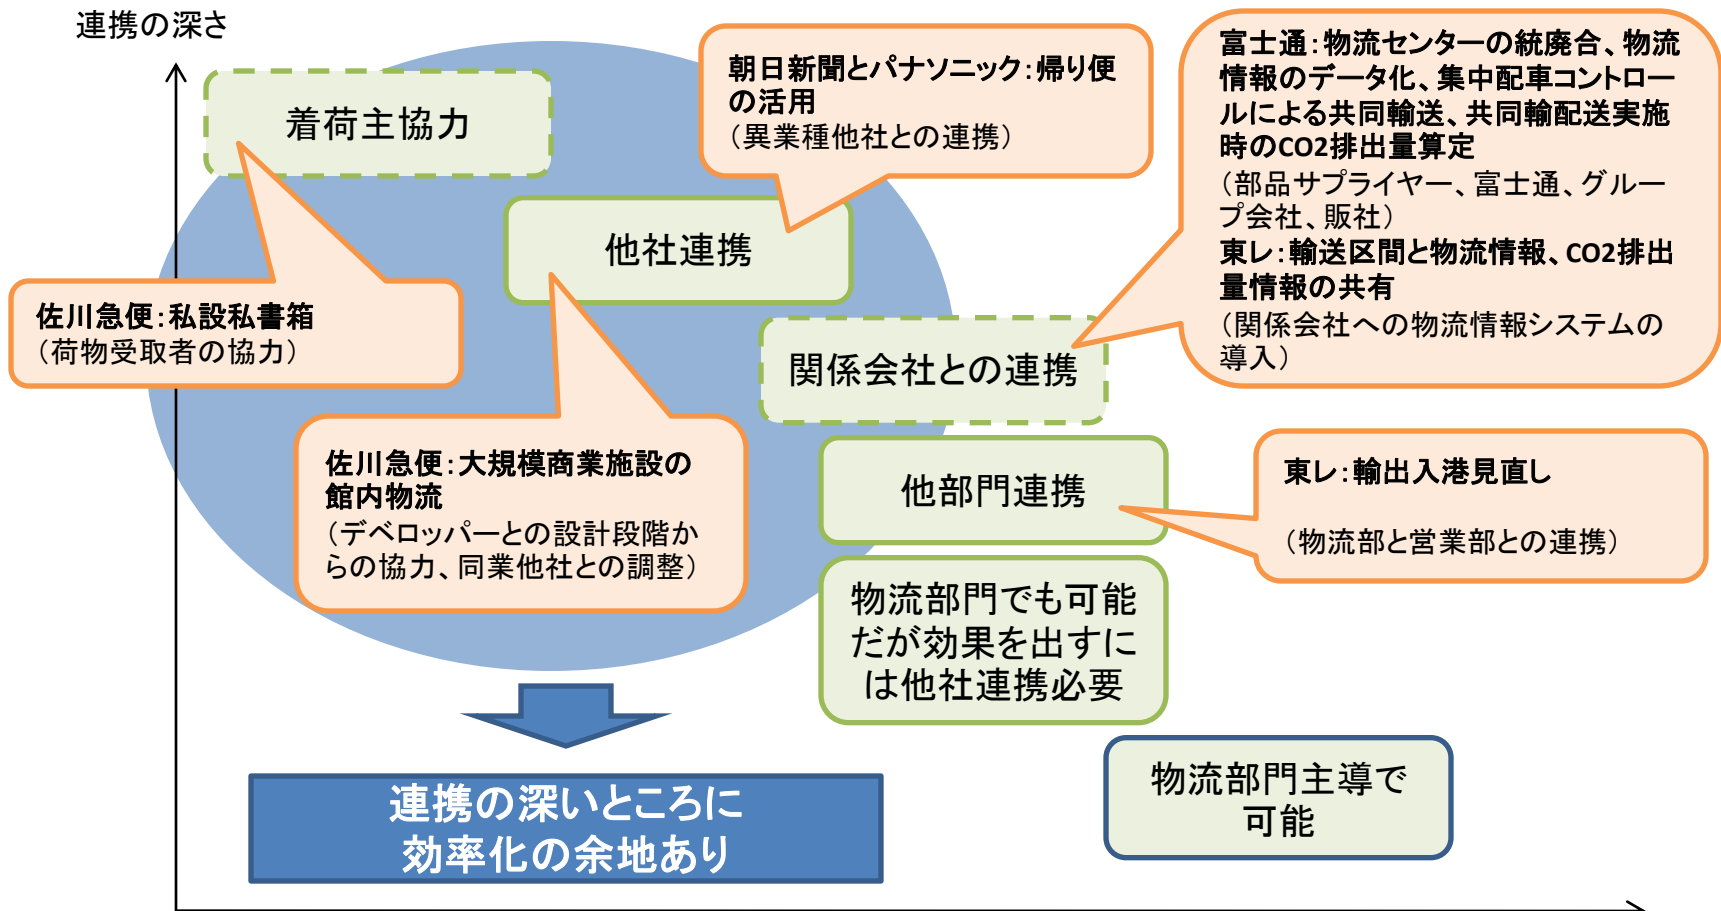 連携の深さ
着荷主協力
朝日新聞とパナソニック：帰り便
の活用
（異業種他社との連携）
富士通：物流センターの統廃合、物流
情報のデータ化、集中配車コントロー
ルによる共同輸送、共同輸配送実施
時のCO2排出量算定
（部品サプライヤー、富士通、グルー
プ会社、販社）
東レ：輸送区間と物流情報、CO2排出
量情報の共有
（関係会社への物流情報システムの
導入）
他社連携
佐川急便：私設私書箱
（荷物受取者の協力）
関係会社との連携
佐川急便：大規模商業施設の
館内物流
（デベロッパーとの設計段階か
らの協力、同業他社との調整）
他部門連携
東レ：輸出入港見直し
（物流部と営業部との連携）
物流部門でも可能
だが効果を出すに
は他社連携必要
物流部門主導で
可能
連携の深いところに
効率化の余地あり